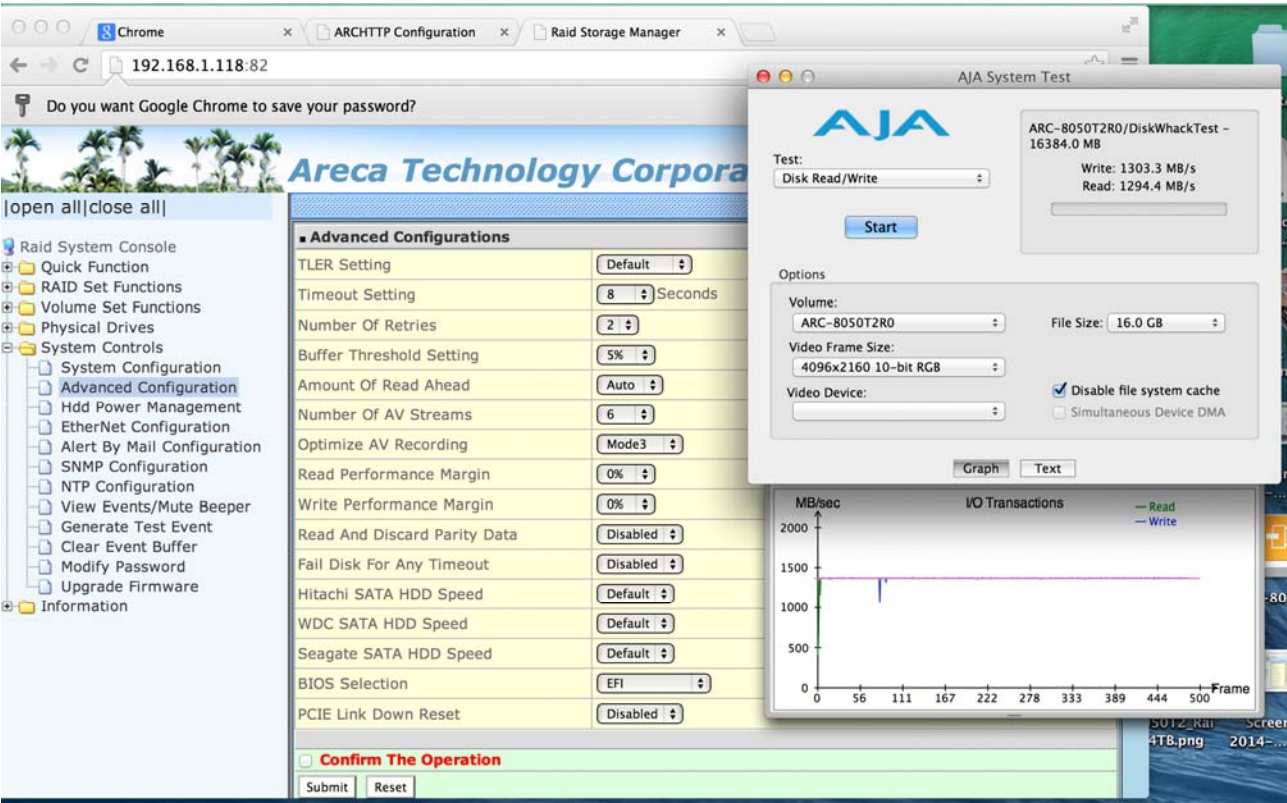 Chrome
ARCHTTP Configuration
Raid Storage Manager
192.168.1.118:82
Do you want Google Chrome to save your password?
Areca Technology Corpora
|open all|close all|
Raid System Console
Quick Function
RAID Set Functions
Volume Set Functions
Physical Drives
System Controls
System Configuration
Advanced Configuration
Hdd Power Management
EtherNet Configuration
Alert By Mail Configuration
SNMP Configuration
NTP Configuration
View Events/Mute Beeper
Generate Test Event
Clear Event Buffer
Modify Password
Upgrade Firmware
Information
Advanced Configurations
TLER Setting Default
Timeout Setting 8 Seconds
Number Of Retries 2
Buffer Threshold Setting 5%
Amount Of Read Ahead Auto
Number Of AV Streams 6
Optimize AV Recording Mode3
Read Performance Margin 0%
Write Performance Margin 0%
Read And Discard Parity Data Disabled
Fail Disk For Any Timeout Disabled
Hitachi SATA HDD Speed Default
WDC SATA HDD Speed Default
Seagate SATA HDD Speed Default
BIOS Selection EFI
PCIE Link Down Reset Disabled
Confirm The Operation
Submit Reset
AJA System Test
AJA
Test:
Disk Read/Write
Start
ARC-8050T2R0/DiskWhackTest -
16384.0 MB
Write: 1303.3 MB/s
Read: 1294.4 MB/s
Options
Volume:
ARC-8050T2R0
File Size: 16.0 GB
Video Frame Size:
4096x2160 10-bit RGB
Video Device:
Disable file system cache
Simultaneous Device DMA
Graph Text
MB/sec I/O Transactions
Read
Write
2000
1500
1000
500
0
0 56 111 167 222 278 333 389 444 500 Frame
-80
50T2_Rai Screen
4TB.png 2014-...